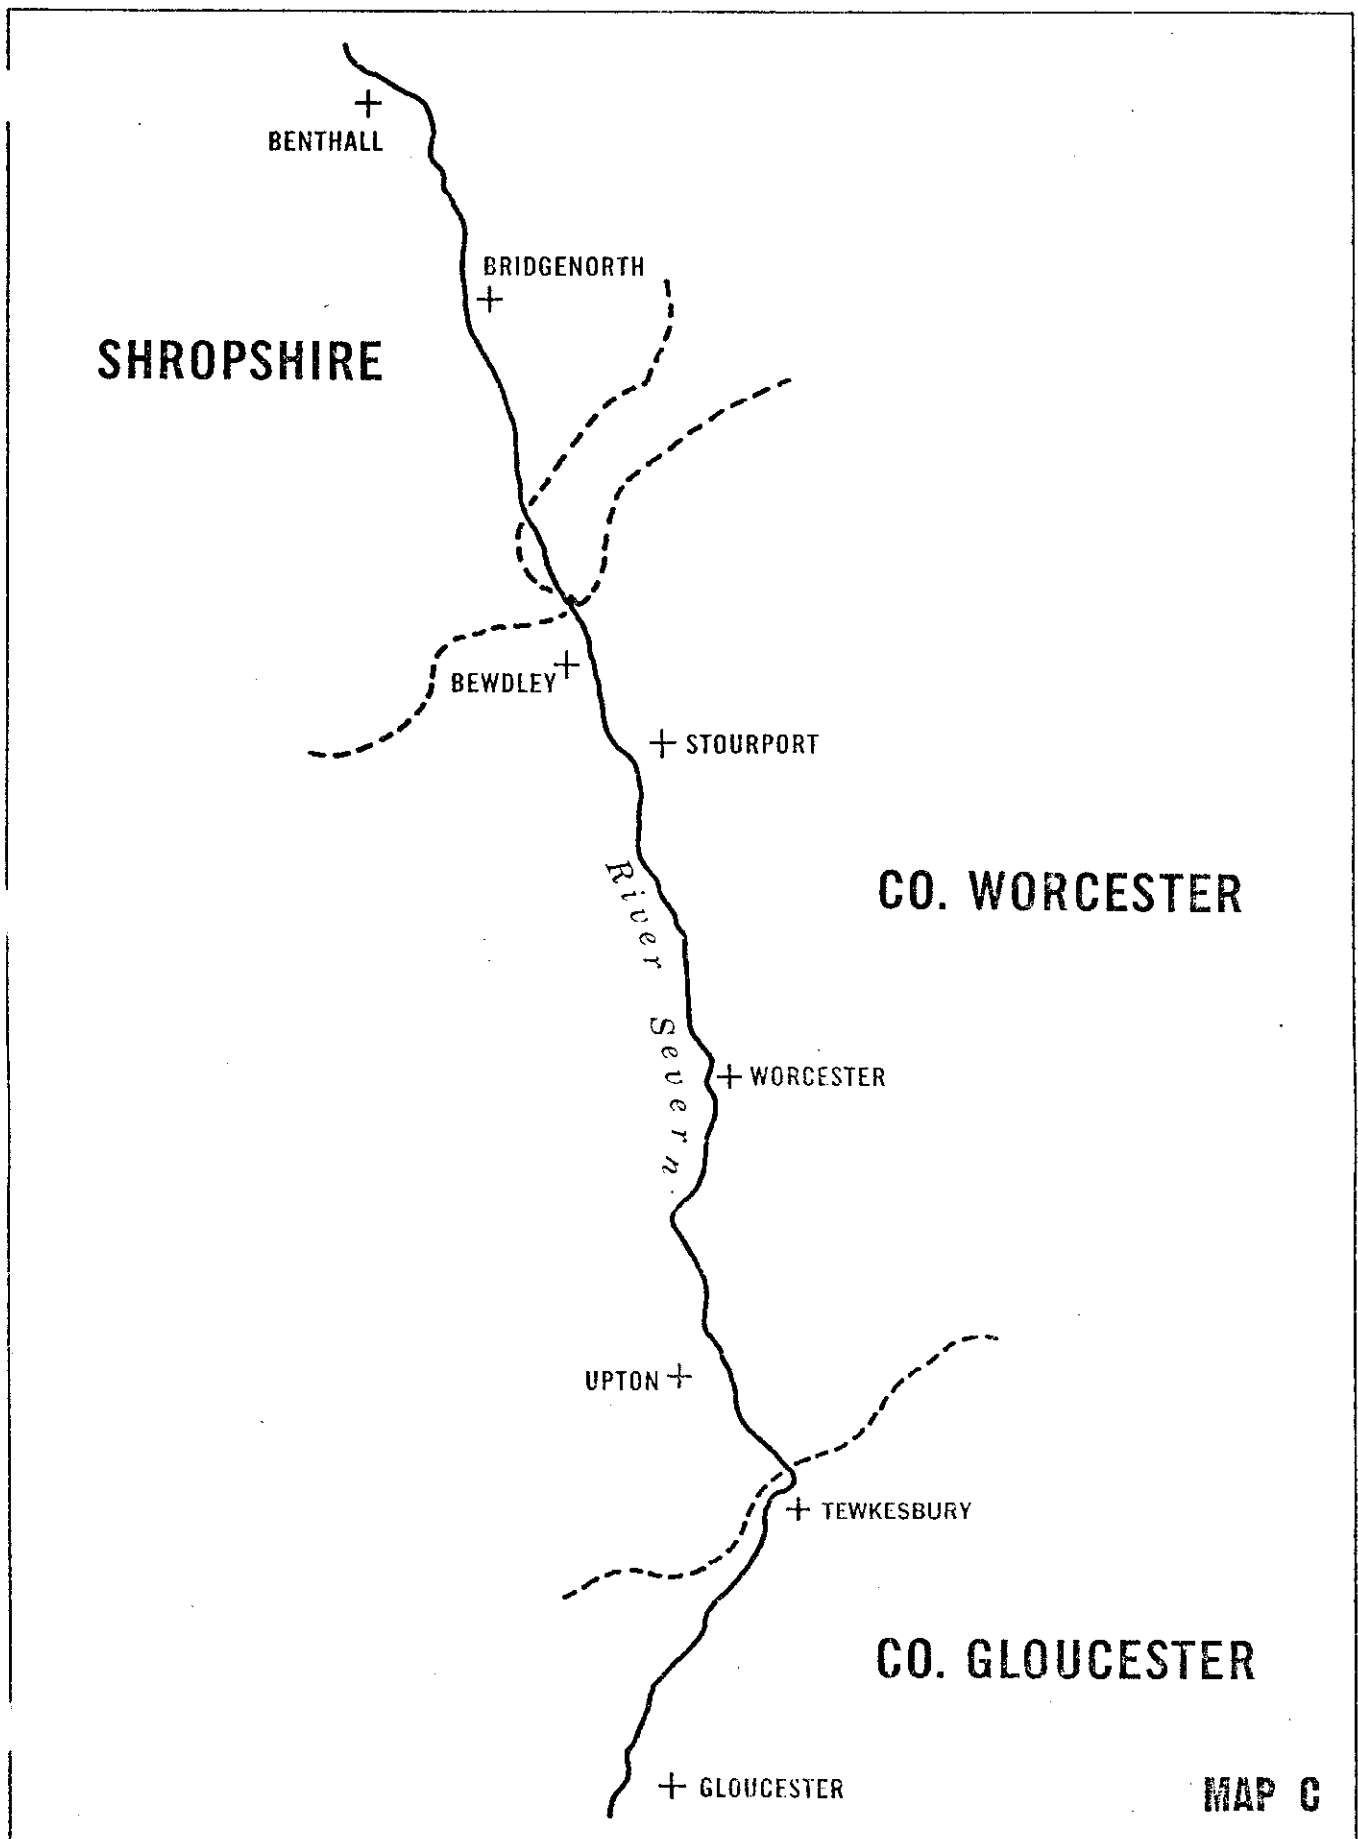 BENTHALL
BRIDGENORTH
SHROPSHIRE
BEWDLEY
STOURPORT
River Severn
CO. WORCESTER
WORCESTER
UPTON
TEWKESBURY
CO. GLOUCESTER
GLOUCESTER
MAP C